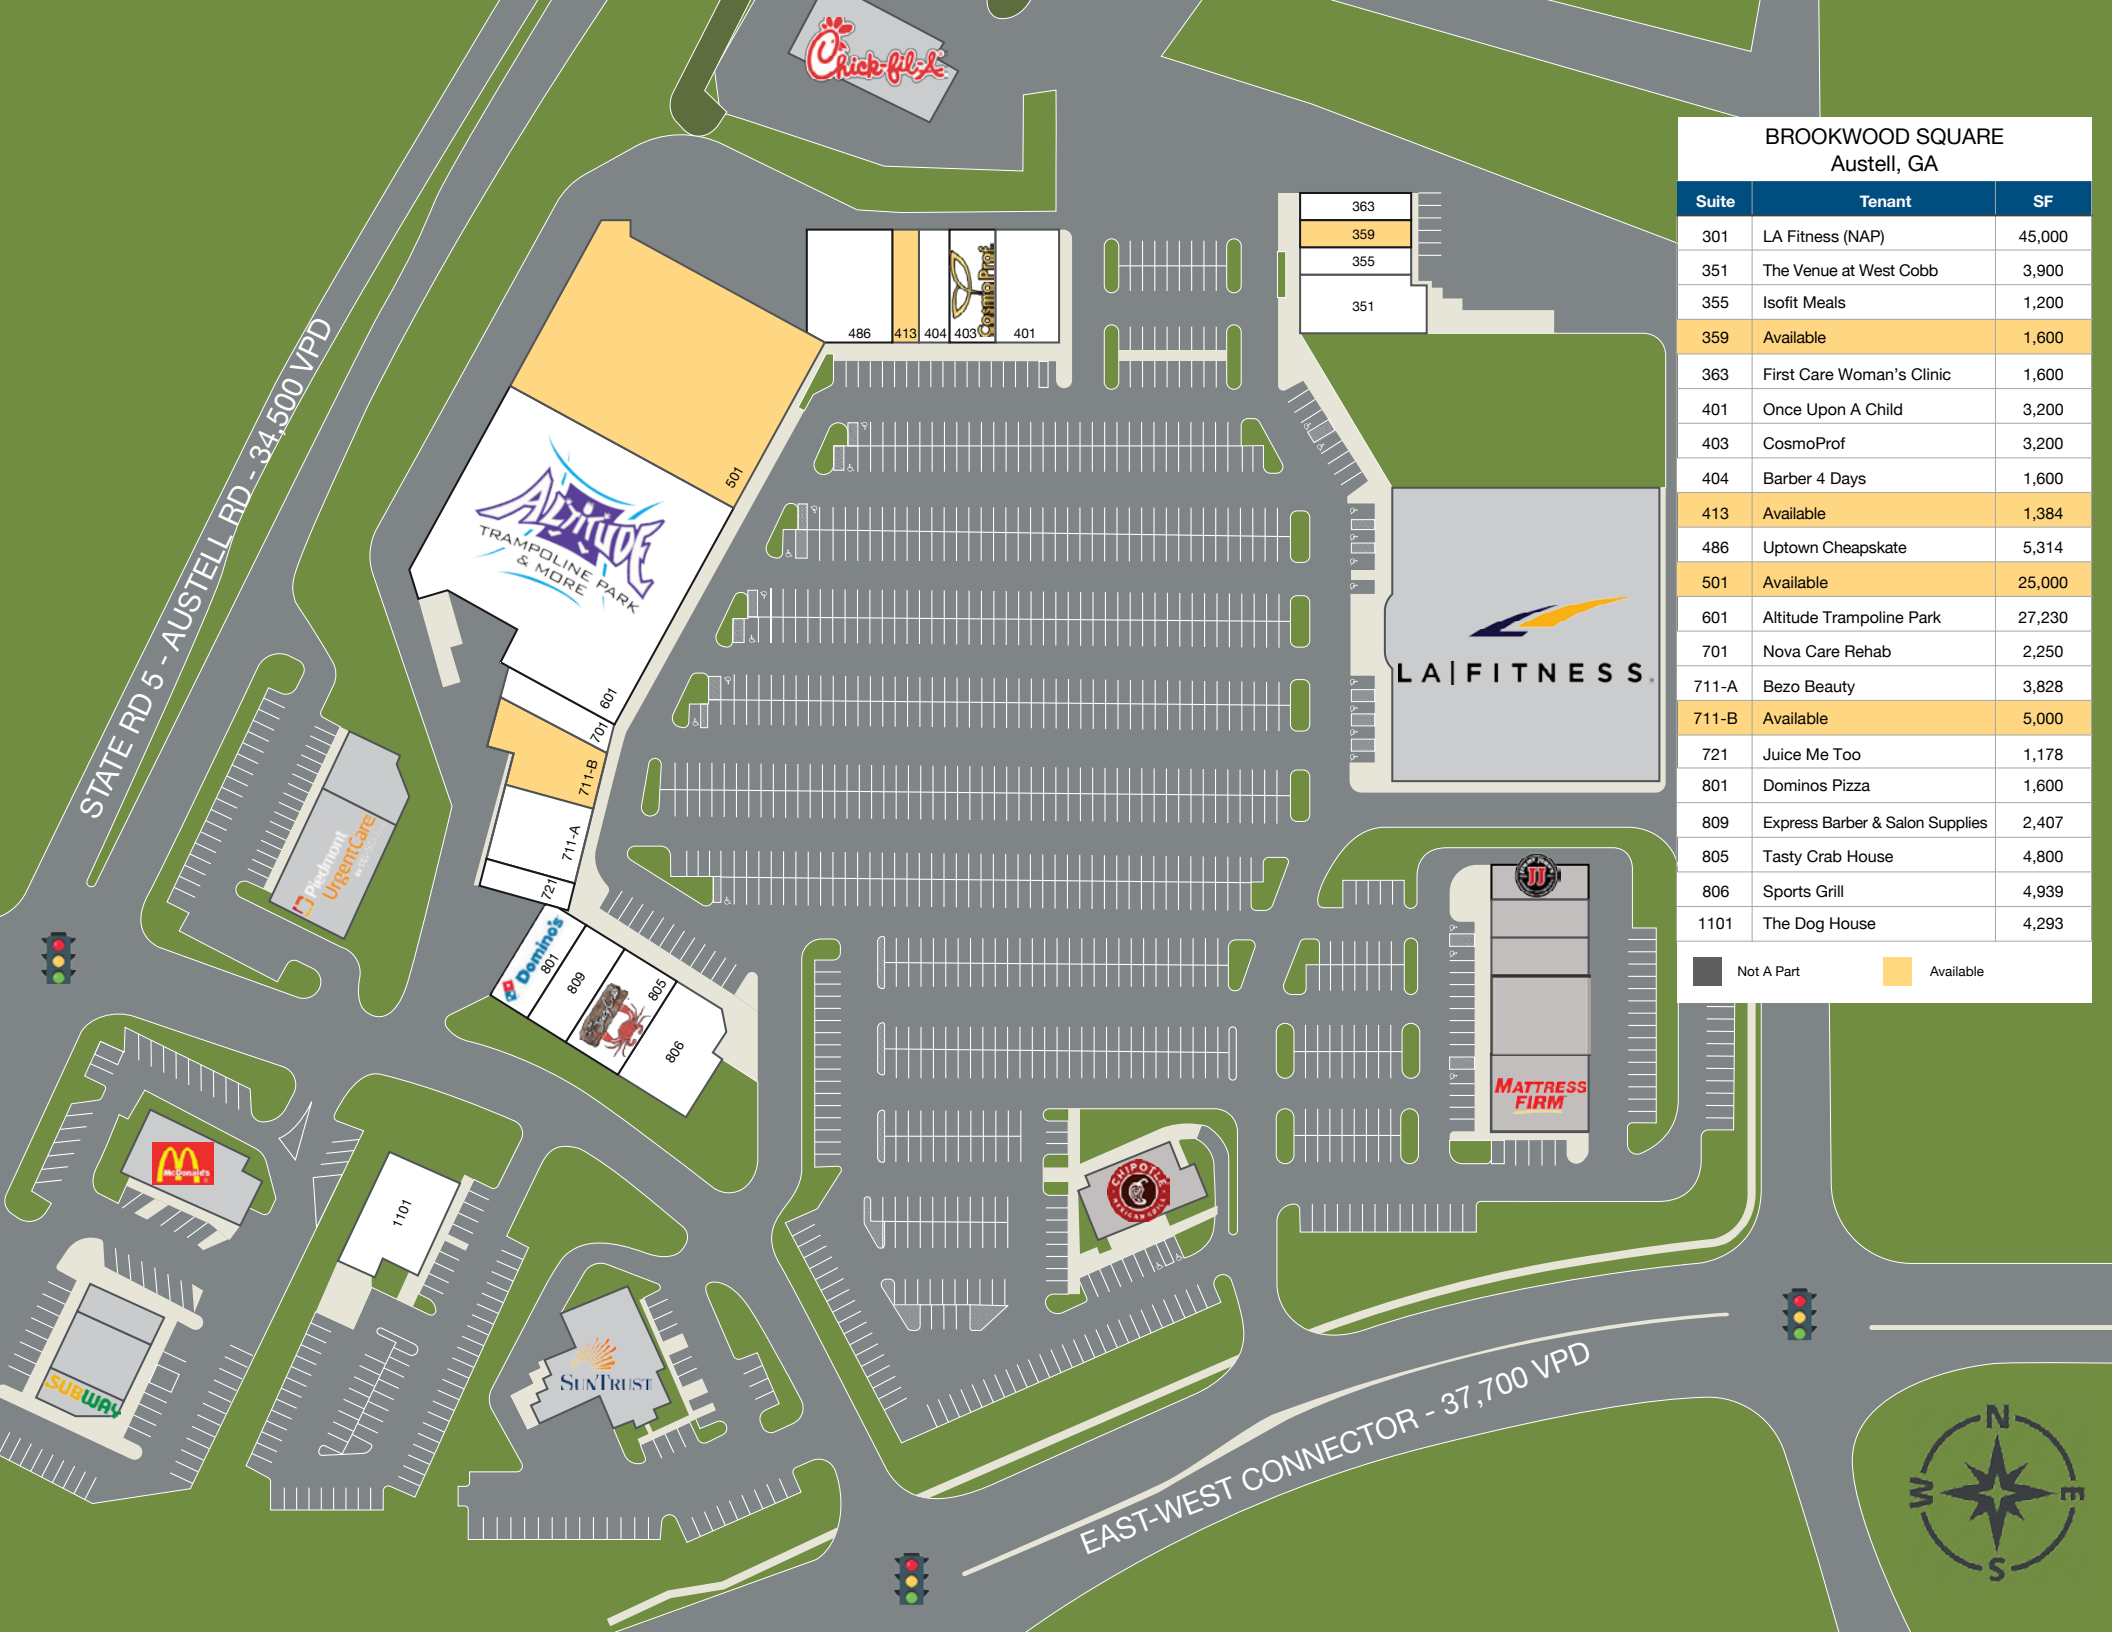 Chick-fil-A
BROOKWOOD SQUARE
Austell, GA
Suite Tenant SF
301 LA Fitness (NAP) 45,000
351 The Venue at West Cobb 3,900
355 Isofit Meals 1,200
359 Available 1,600
363 First Care Woman's Clinic 1,600
401 Once Upon A Child 3,200
403 CosmoProf 3,200
404 Barber 4 Days 1,600
413 Available 1,384
486 Uptown Cheapskate 5,314
501 Available 25,000
601 Altitude Trampoline Park 27,230
701 Nova Care Rehab 2,250
711-A Bezo Beauty 3,828
711-B Available 5,000
721 Juice Me Too 1,178
801 Dominos Pizza 1,600
809 Express Barber & Salon Supplies 2,407
805 Tasty Crab House 4,800
806 Sports Grill 4,939
1101 The Dog House 4,293
Not A Part
Available
363
359
355
351
486
413
404
403
CosmoProf.
401
501
ALTITUDE
TRAMPOLINE PARK
& MORE
601
701
711-B
711-A
721
STATE RD 5 - AUSTELL RD - 34,500 VPD
Piedmont
UrgentCare
LA|FITNESS
JJ
MATTRESS
FIRM
Domino's
801
809
805
806
McDonald's
1101
SUBWAY
SUNTRUST
CHIPOTLE
MEXICAN GRILL
EAST-WEST CONNECTOR - 37,700 VPD
N
W
E
S